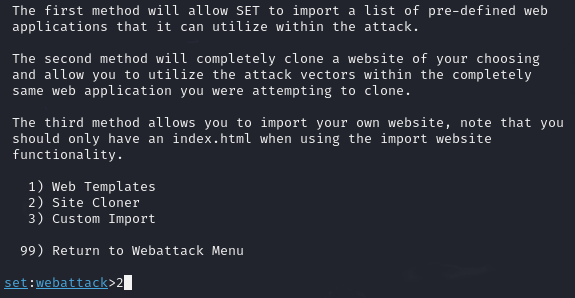 The first method will allow SET to import a list of pre-defined web
applications that it can utilize within the attack.
The second method will completely clone a website of your choosing
and allow you to utilize the attack vectors within the completely
same web application you were attempting to clone.
The third method allows you to import your own website, note that you
should only have an index.html when using the import website
functionality.
1) Web Templates
2) Site Cloner
3) Custom Import
99) Return to Webattack Menu
set:webattack>2